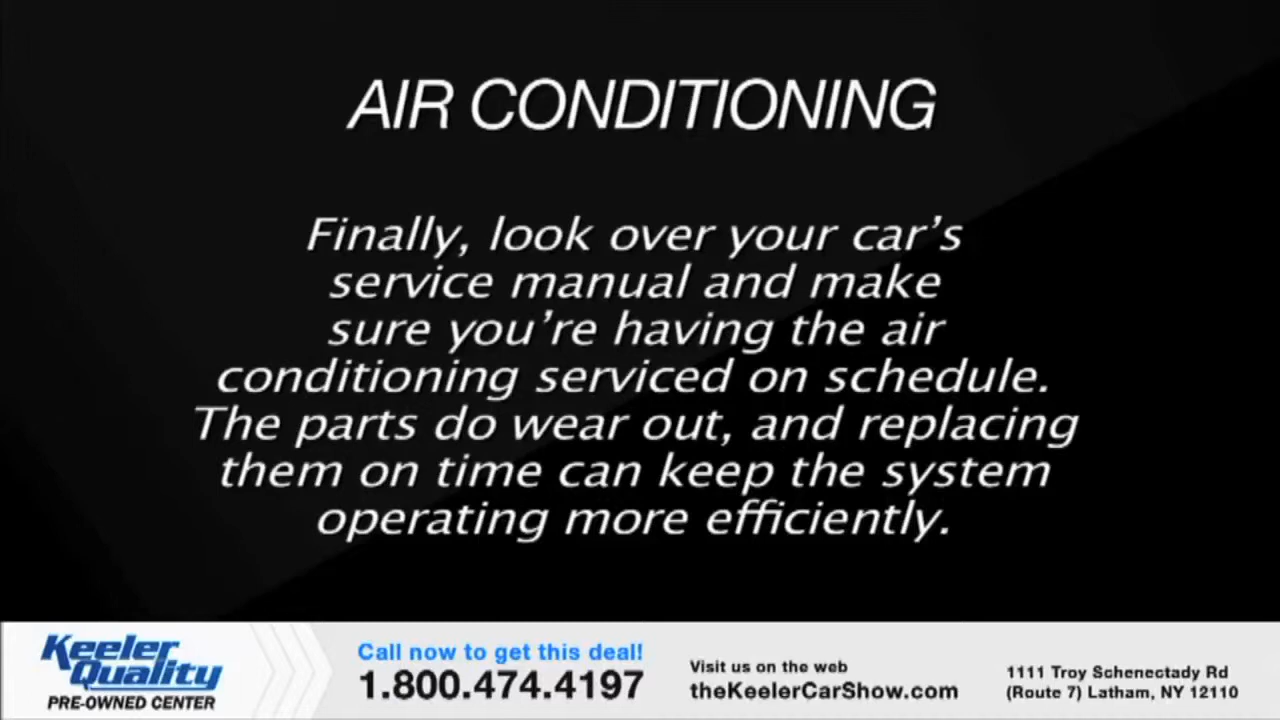 AIR CONDITIONING
Finally, look over your car’s
service manual and make
sure you’re having the air
conditioning serviced on schedule.
The parts do wear out, and replacing
them on time can keep the system
operating more efficiently.
Keeler
Quality
PRE-OWNED CENTER
Call now to get this deal!
1.800.474.4197
Visit us on the web
theKeelerCarShow.com
1111 Troy Schenectady Rd
(Route 7) Latham, NY 12110